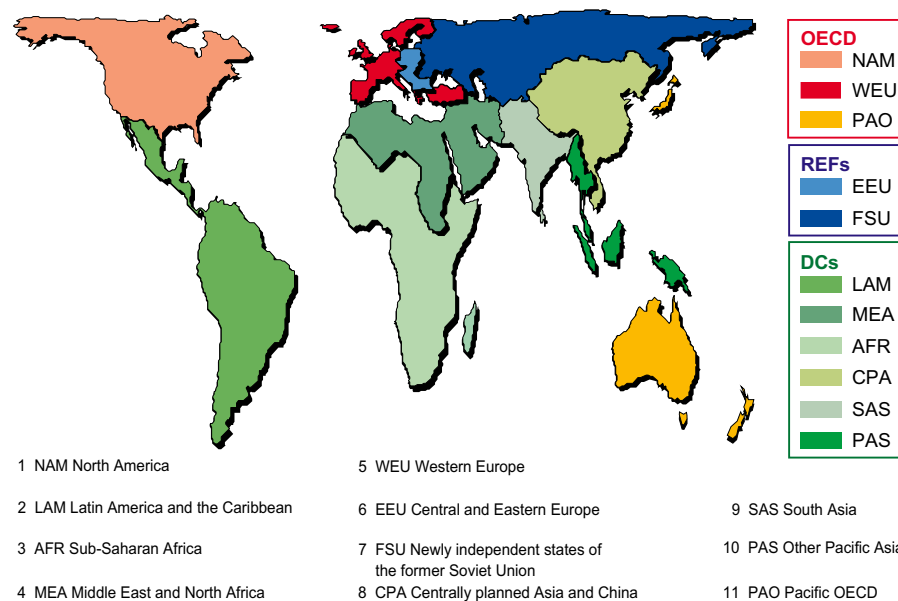 OECD
NAM
WEU
PAO
REFs
EEU
FSU
DCs
LAM
MEA
AFR
CPA
SAS
PAS
1 NAM North America
2 LAM Latin America and the Caribbean
3 AFR Sub-Saharan Africa
4 MEA Middle East and North Africa
5 WEU Western Europe
6 EEU Central and Eastern Europe
7 FSU Newly independent states of
the former Soviet Union
8 CPA Centrally planned Asia and China
9 SAS South Asia
10 PAS Other Pacific Asia
11 PAO Pacific OECD